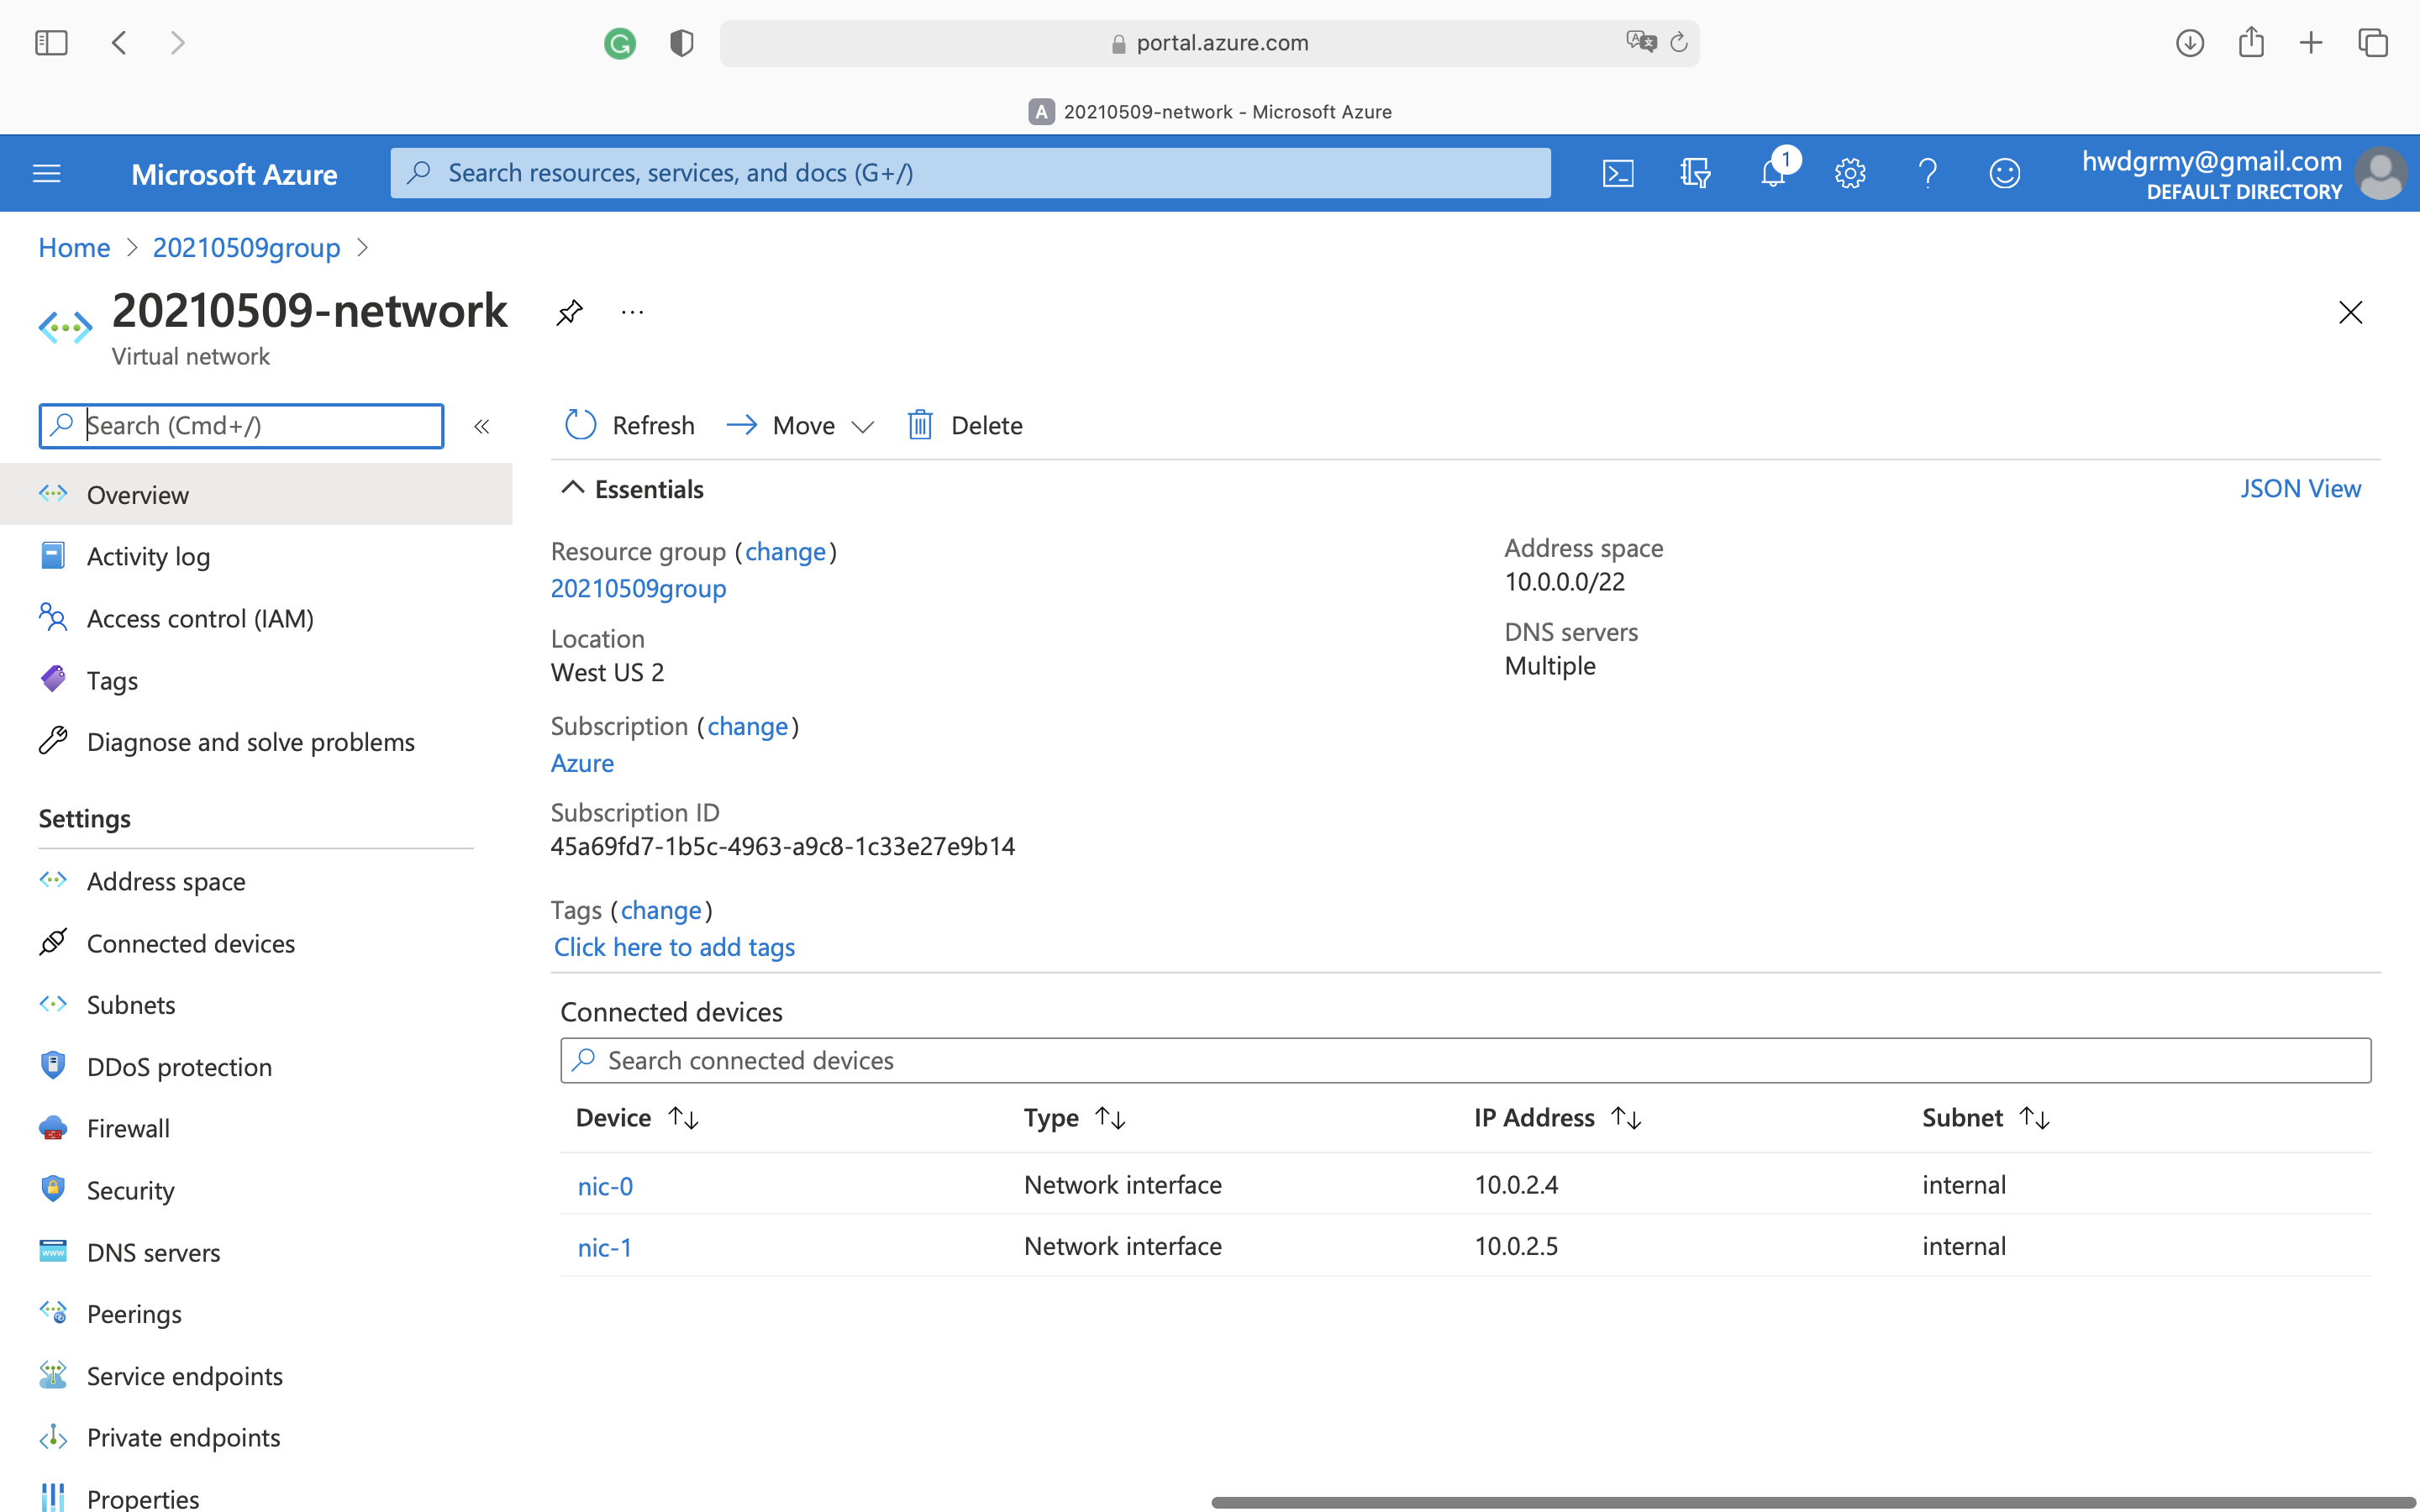 portal.azure.com
A 20210509-network - Microsoft Azure
Microsoft Azure
Search resources, services, and docs (G+/)
1
hwdgrmy@gmail.com
DEFAULT DIRECTORY
Home > 20210509group >
20210509-network
Virtual network
Search (Cmd+/)
Refresh
Move
Delete
Overview
Activity log
Access control (IAM)
Tags
Diagnose and solve problems
Settings
Address space
Connected devices
Subnets
DDoS protection
Firewall
Security
DNS servers
Peerings
Service endpoints
Private endpoints
Properties
Essentials
JSON View
Resource group (change)
20210509group
Location
West US 2
Subscription (change)
Azure
Subscription ID
45a69fd7-1b5c-4963-a9c8-1c33e27e9b14
Tags (change)
Click here to add tags
Address space
10.0.0.0/22
DNS servers
Multiple
Connected devices
Search connected devices
Device Type IP Address Subnet
nic-0 Network interface 10.0.2.4 internal
nic-1 Network interface 10.0.2.5 internal